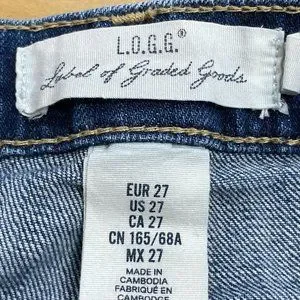 L.O.G.G.®
Label of Graded Goods
EUR 27
US 27
CA 27
CN 165/68A
MX 27
MADE IN
CAMBODIA
FABRIQUÉ EN
CAMBODGE